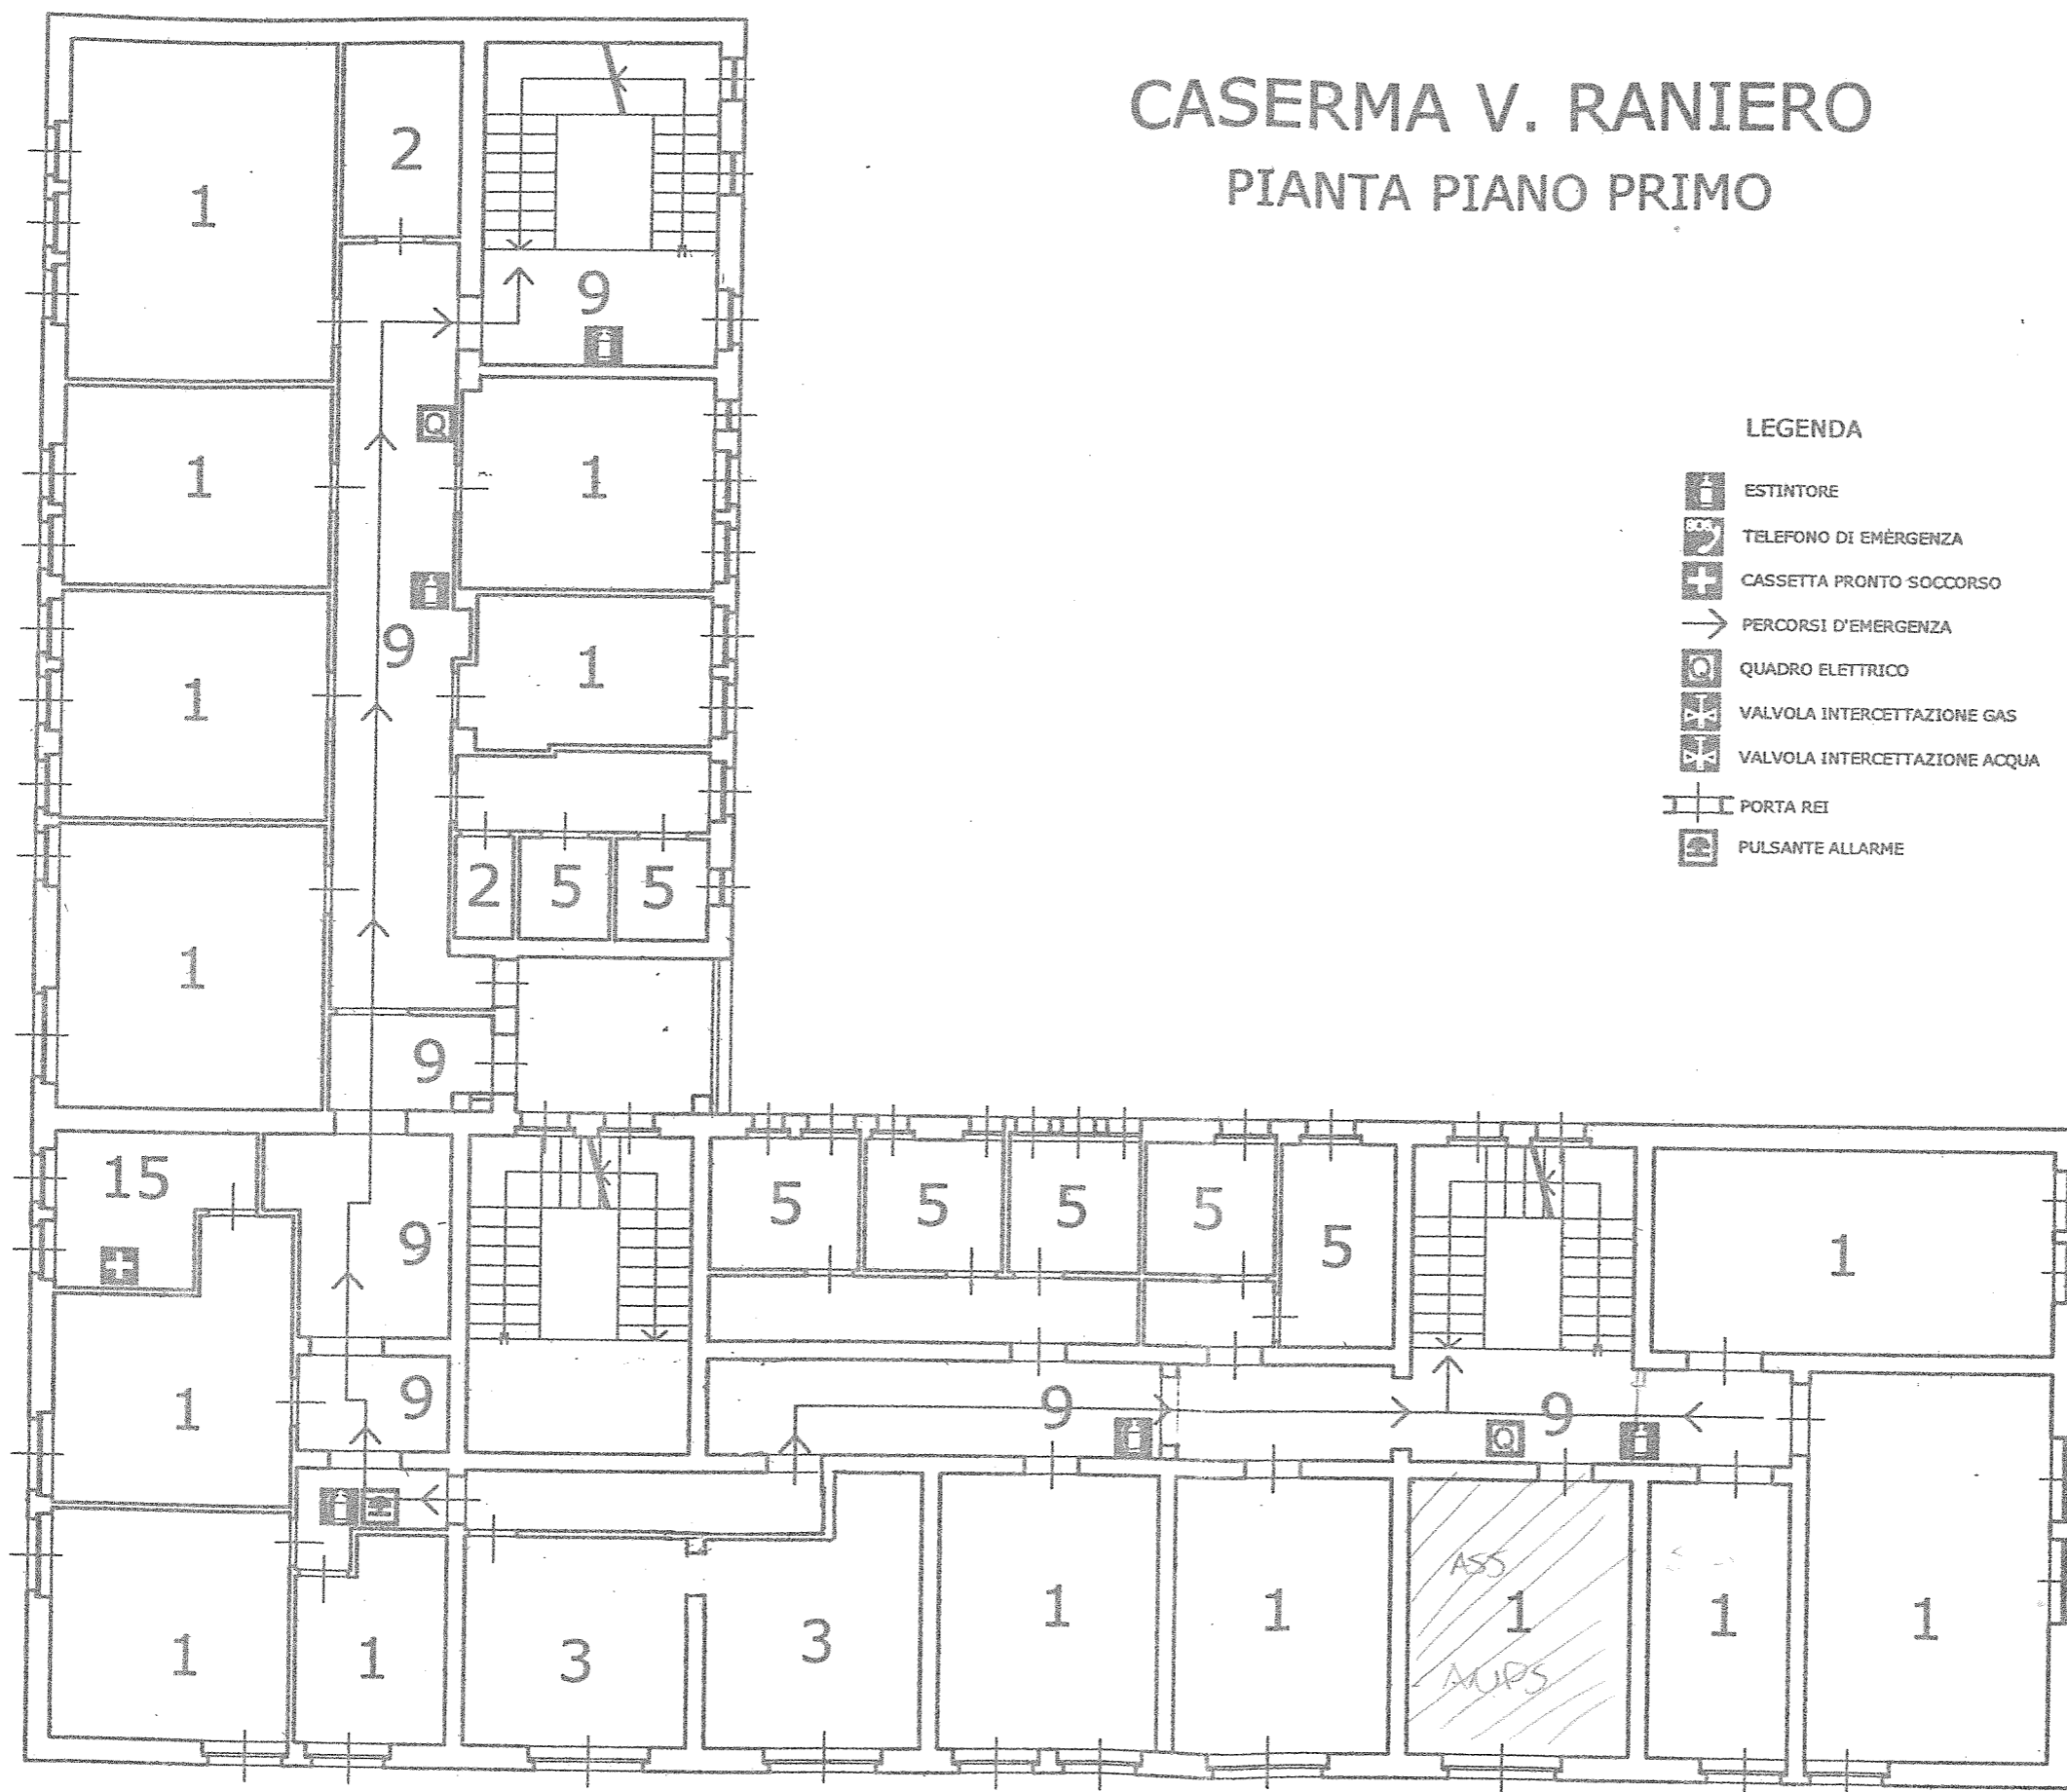 CASERMA V. RANIERO
PIANTA PIANO PRIMO
LEGENDA
ESTINTORE
TELEFONO DI EMERGENZA
CASSETTA PRONTO SOCCORSO
PERCORSI D'EMERGENZA
Q QUADRO ELETTRICO
VALVOLA INTERCETTAZIONE GAS
VALVOLA INTERCETTAZIONE ACQUA
PORTA REI
PULSANTE ALLARME
2
1
9
Q
1
1
9
1
1
2 5 5
1
9
15
9
5 5 5 5 5
1
1
9
9
Q
9
1
1
3
3
1
1
ASS
1
1
1